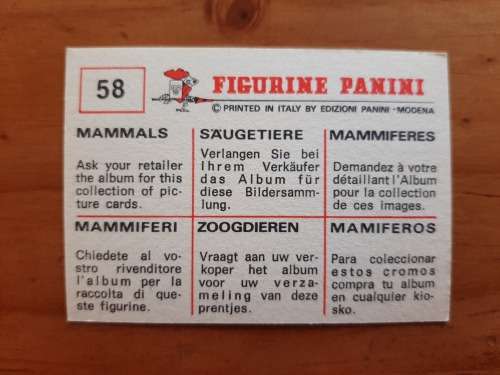 58
FIGURINE PANINI
© PRINTED IN ITALY BY EDIZIONI PANINI - MODENA
MAMMALS
Ask your retailer
the album for this
collection of pic-
ture cards.
SÄUGETIERE
Verlangen Sie bei
Ihrem Verkäufer
das Album für
diese Bildersamm-
lung.
MAMMIFERES
Demandez à votre
détaillant l'Album
pour la collection
de ces images.
MAMMIFERI
Chiedete al vo-
stro rivenditore
l'album per la
raccolta di que-
ste figurine.
ZOOGDIEREN
Vraagt aan uw ver-
koper het album
voor uw verza-
meling van deze
prentjes.
MAMIFEROS
Para coleccionar
estos cromos
compra tu album
en cualquier kio-
sko.